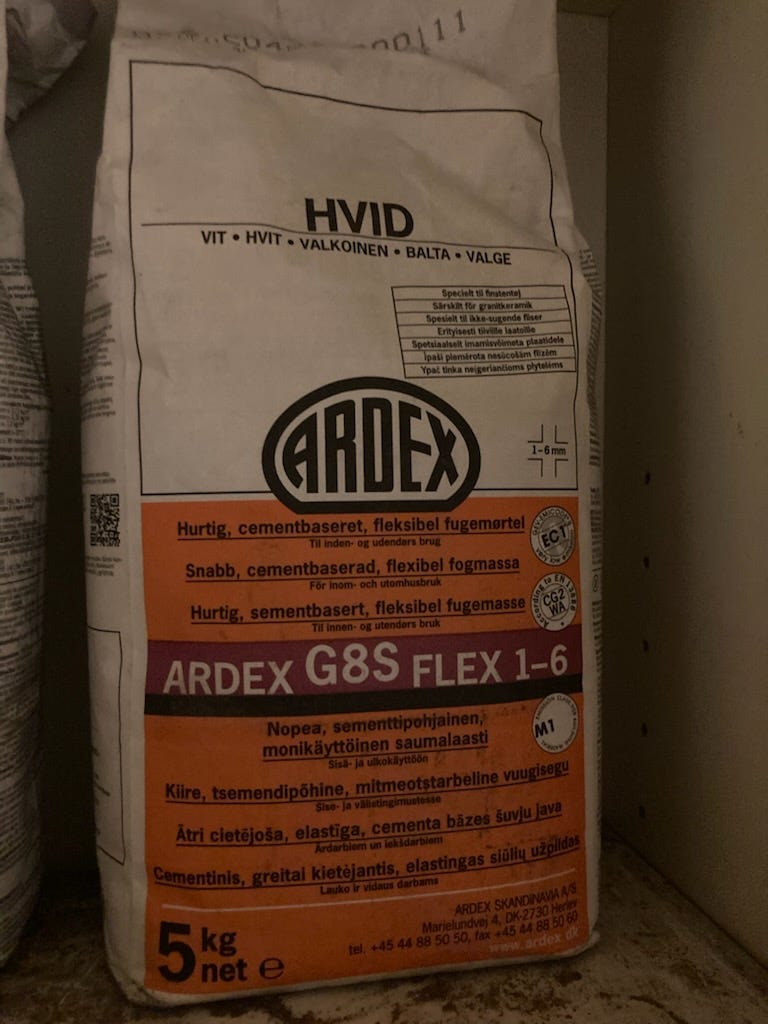 HVID
VIT • HVIT • VALKOINEN • BALTA • VALGE
Specielt til finstentøj
Särskilt för granitkeramik
Spesielt til ikke-sugende fliser
Erityisesti tiiviille laatoille
Spetsiaalselt imamisvõimeta plaatidele
Īpaši piemērota nesūcošām flīzēm
Ypač tinka neįgeriančioms plytelėms
ARDEX
1–6 mm
Hurtig, cementbaseret, fleksibel fugemørtel
Til inden- og udendørs brug
EC1
Snabb, cementbaserad, flexibel fogmassa
För inom- och utomhusbruk
Hurtig, sementbasert, fleksibel fugemasse
Til innen- og utendørs bruk
According to EN 13888
CG2
WA
ARDEX G8S FLEX 1–6
Nopea, sementtipohjainen,
monikäyttöinen saumalaasti
Sisä- ja ulkokäyttöön
M1
Kiire, tsemendipõhine, mitmeotstarbeline vuugisegu
Sise- ja välistingimustesse
Ātri cietējoša, elastīga, cementa bāzes šuvju java
Ārdarbiem un iekšdarbiem
Cementinis, greitai kietėjantis, elastingas siūlių užpildas
Lauko ir vidaus darbams
5 kg
net e
ARDEX SKANDINAVIA A/S
Marielundvej 4, DK-2730 Herlev
tel. +45 44 88 50 50, fax +45 44 88 50 60
www.ardex.dk